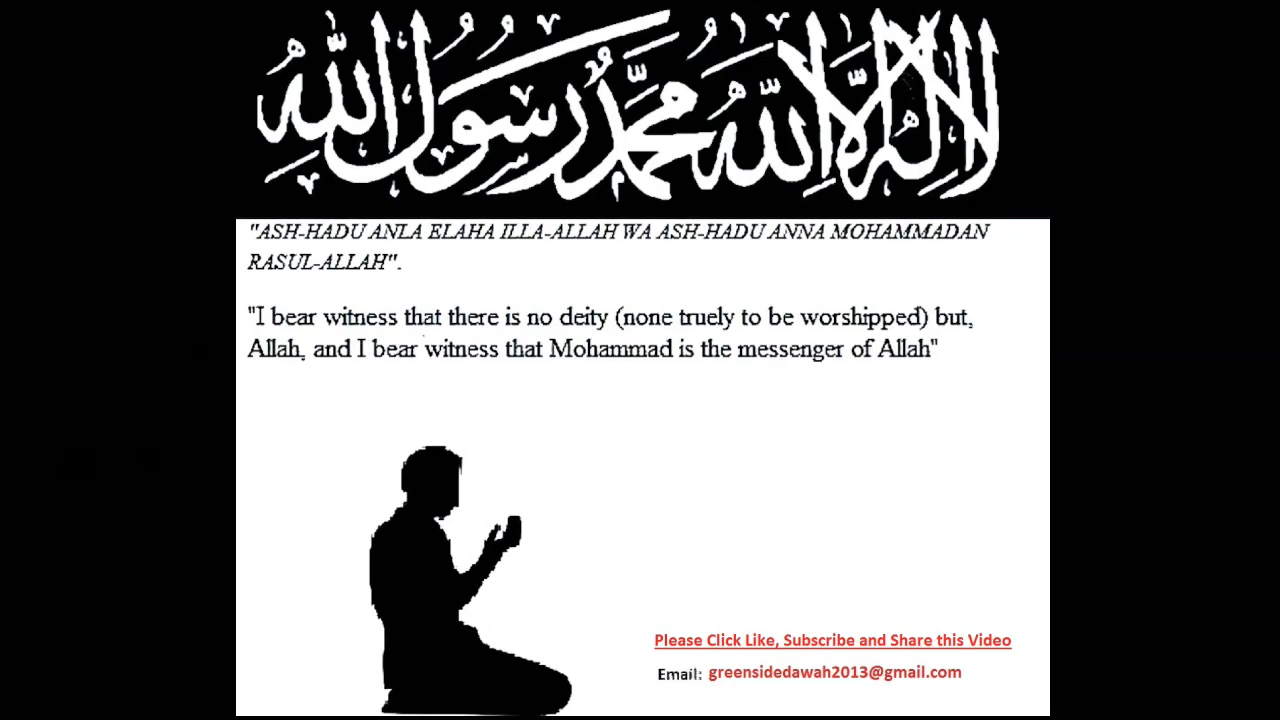 لا إله إلا الله محمد رسول الله
"ASH-HADU ANLA ELAHA ILLA-ALLAH WA ASH-HADU ANNA MOHAMMADAN
RASUL-ALLAH".
"I bear witness that there is no deity (none truely to be worshipped) but,
Allah, and I bear witness that Mohammad is the messenger of Allah"
Please Click Like, Subscribe and Share this Video
Email: greensidedawah2013@gmail.com